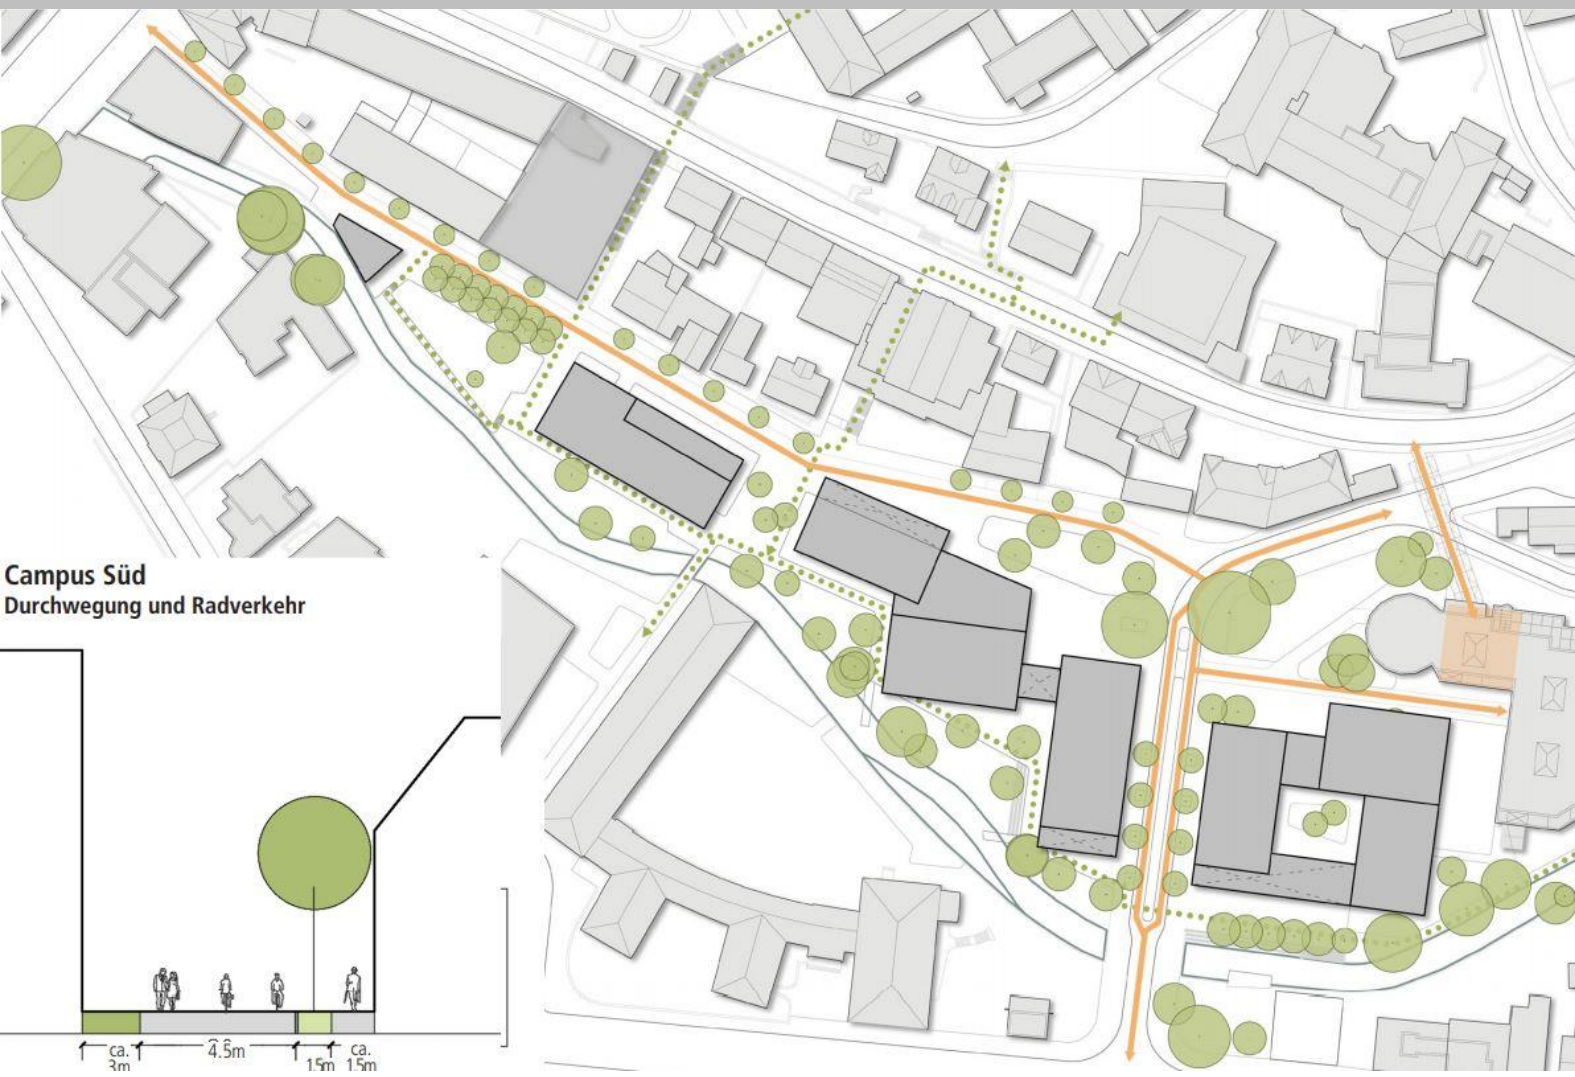 Campus Süd
Durchwegung und Radverkehr
ca.
3m
4.5m
1.5m
ca.
1.5m